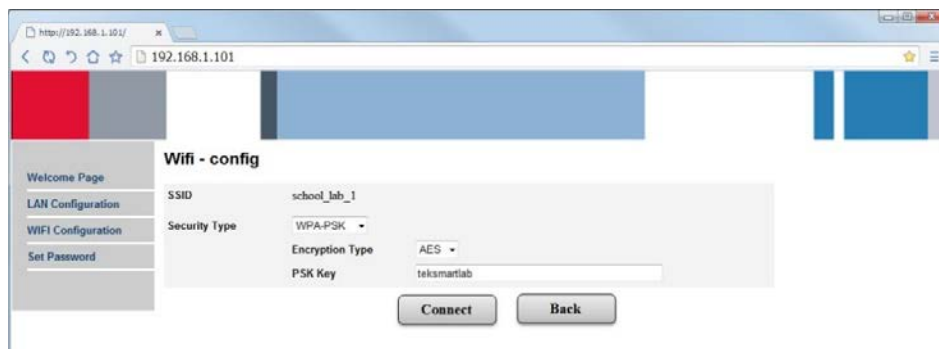 http://192.168.1.101/
192.168.1.101
Wifi - config
Welcome Page
LAN Configuration
WIFI Configuration
Set Password
SSID school_lab_1
Security Type WPA-PSK
Encryption Type AES
PSK Key teksmartlab
Connect Back